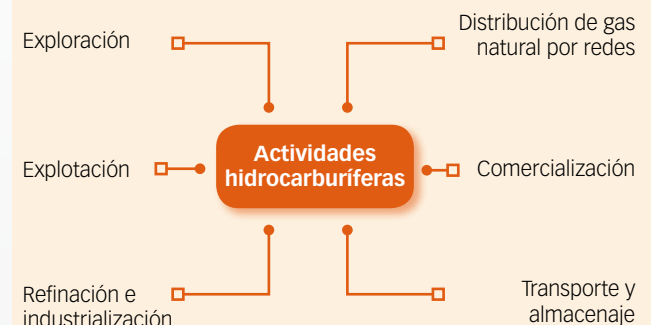 Exploración
Distribución de gas
natural por redes
Explotación
Actividades
hidrocarburíferas
Comercialización
Refinación e
industrialización
Transporte y
almacenaje